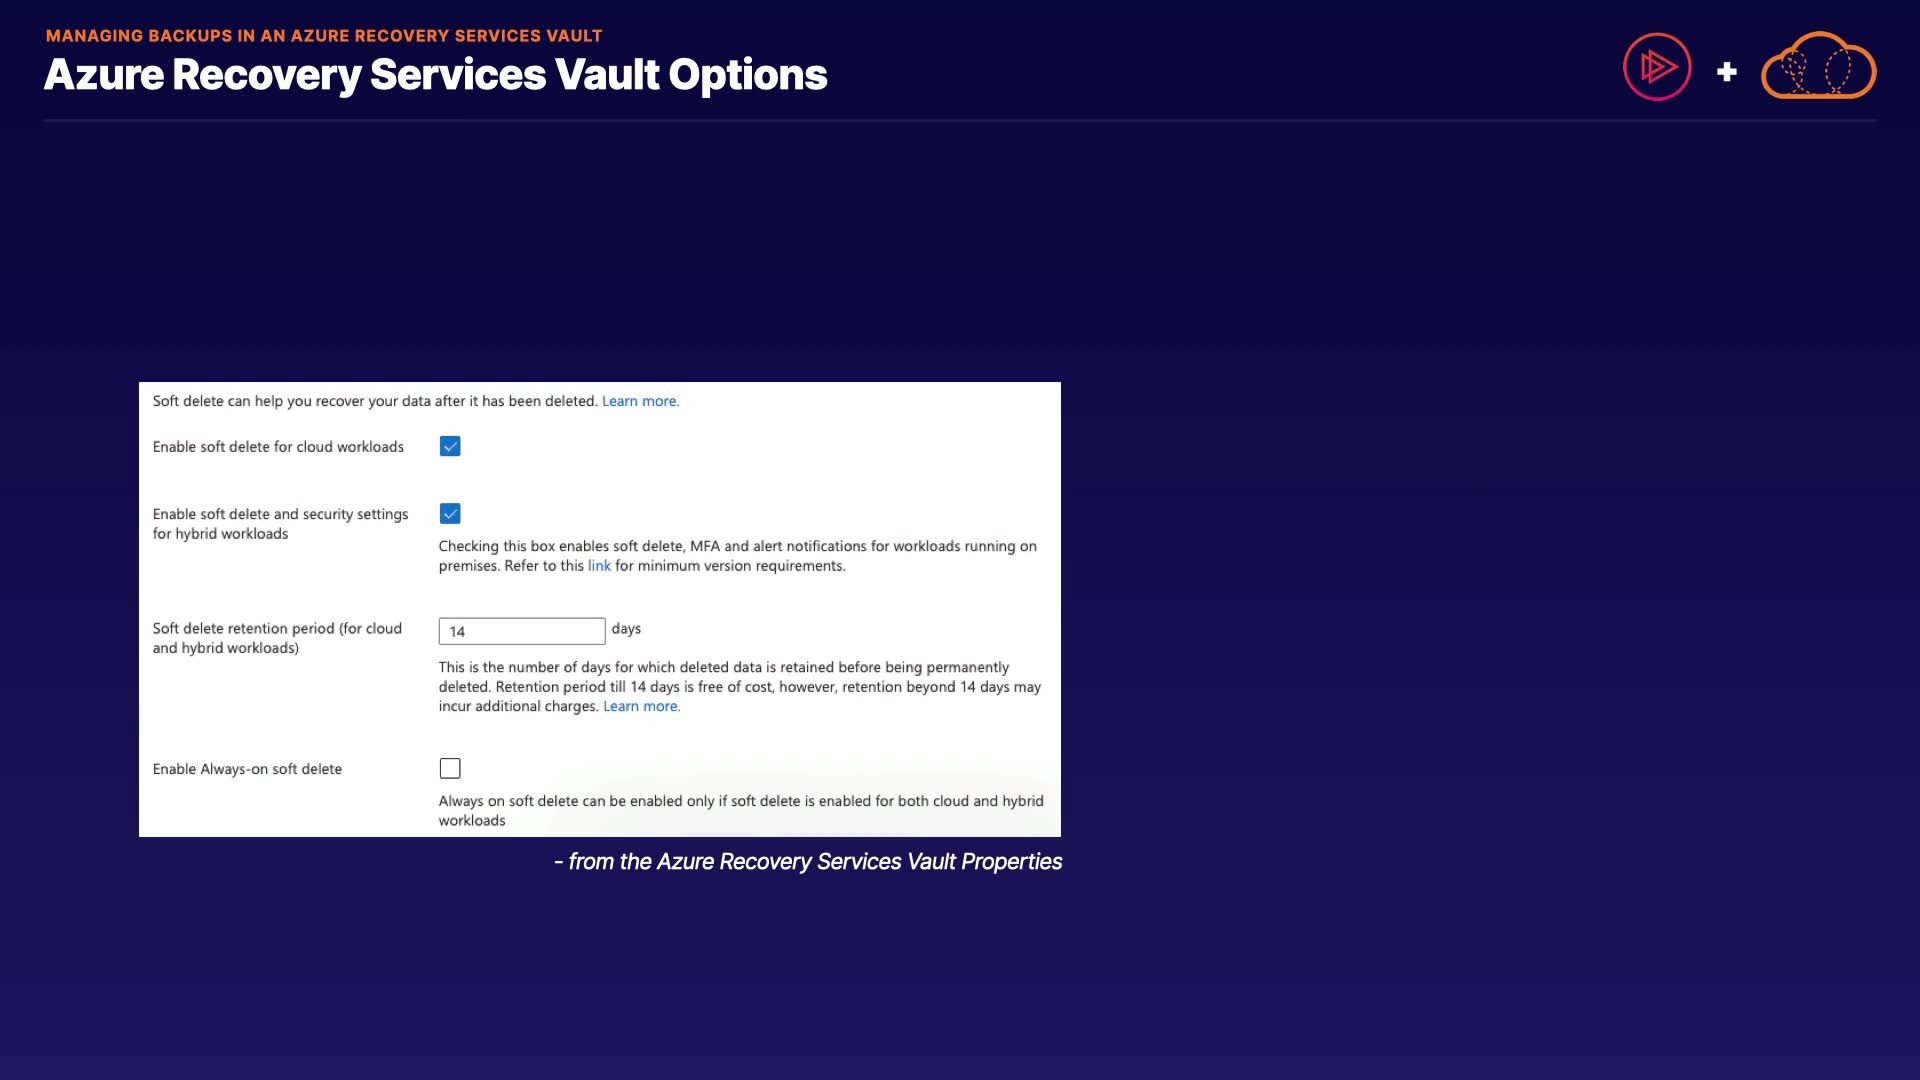 MANAGING BACKUPS IN AN AZURE RECOVERY SERVICES VAULT
Azure Recovery Services Vault Options
Soft delete can help you recover your data after it has been deleted. Learn more.
Enable soft delete for cloud workloads
Enable soft delete and security settings
for hybrid workloads
Checking this box enables soft delete, MFA and alert notifications for workloads running on
premises. Refer to this link for minimum version requirements.
Soft delete retention period (for cloud
and hybrid workloads)
14 days
This is the number of days for which deleted data is retained before being permanently
deleted. Retention period till 14 days is free of cost, however, retention beyond 14 days may
incur additional charges. Learn more.
Enable Always-on soft delete
Always on soft delete can be enabled only if soft delete is enabled for both cloud and hybrid
workloads
- from the Azure Recovery Services Vault Properties